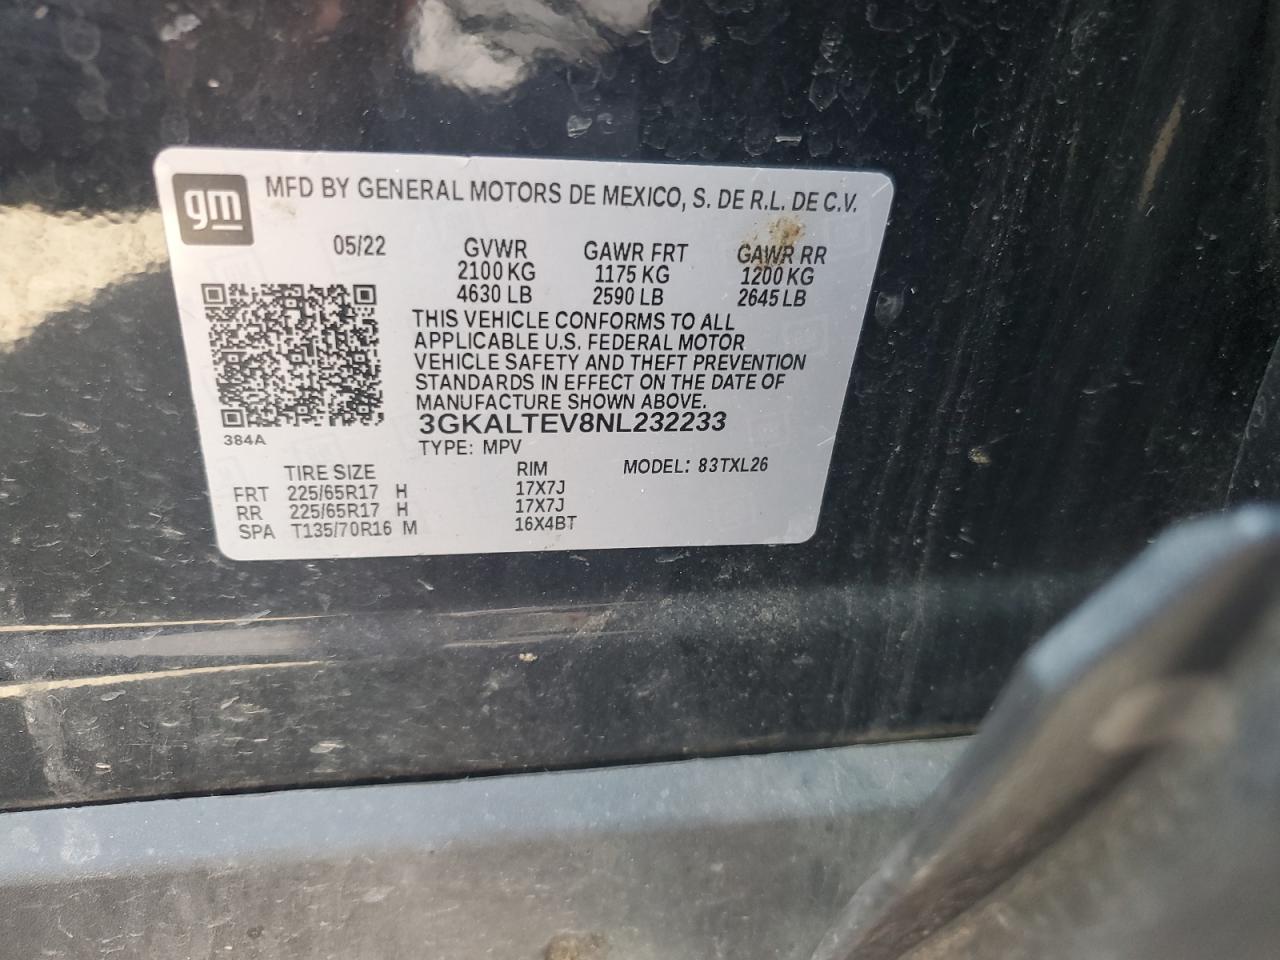 gm
MFD BY GENERAL MOTORS DE MEXICO, S. DE R.L. DE C.V.
05/22 GVWR GAWR FRT GAWR RR
2100 KG 1175 KG 1200 KG
4630 LB 2590 LB 2645 LB
THIS VEHICLE CONFORMS TO ALL
APPLICABLE U.S. FEDERAL MOTOR
VEHICLE SAFETY AND THEFT PREVENTION
STANDARDS IN EFFECT ON THE DATE OF
MANUFACTURE SHOWN ABOVE.
3GKALTEV8NL232233
384A
TYPE: MPV
TIRE SIZE RIM MODEL: 83TXL26
FRT 225/65R17 H 17X7J
RR 225/65R17 H 17X7J
SPA T135/70R16 M 16X4BT